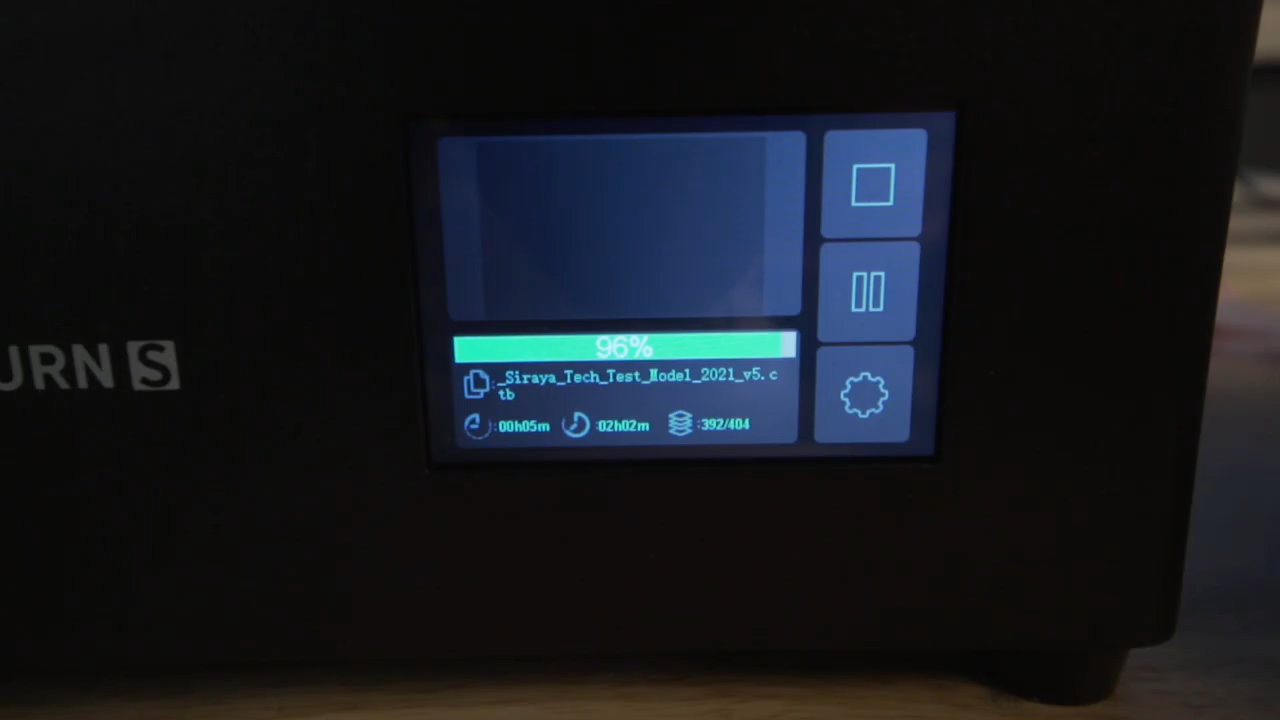 URN S
96%
:_Siraya_Tech_Test_Model_2021_v5.c
tb
:00h05m :02h02m :392/404